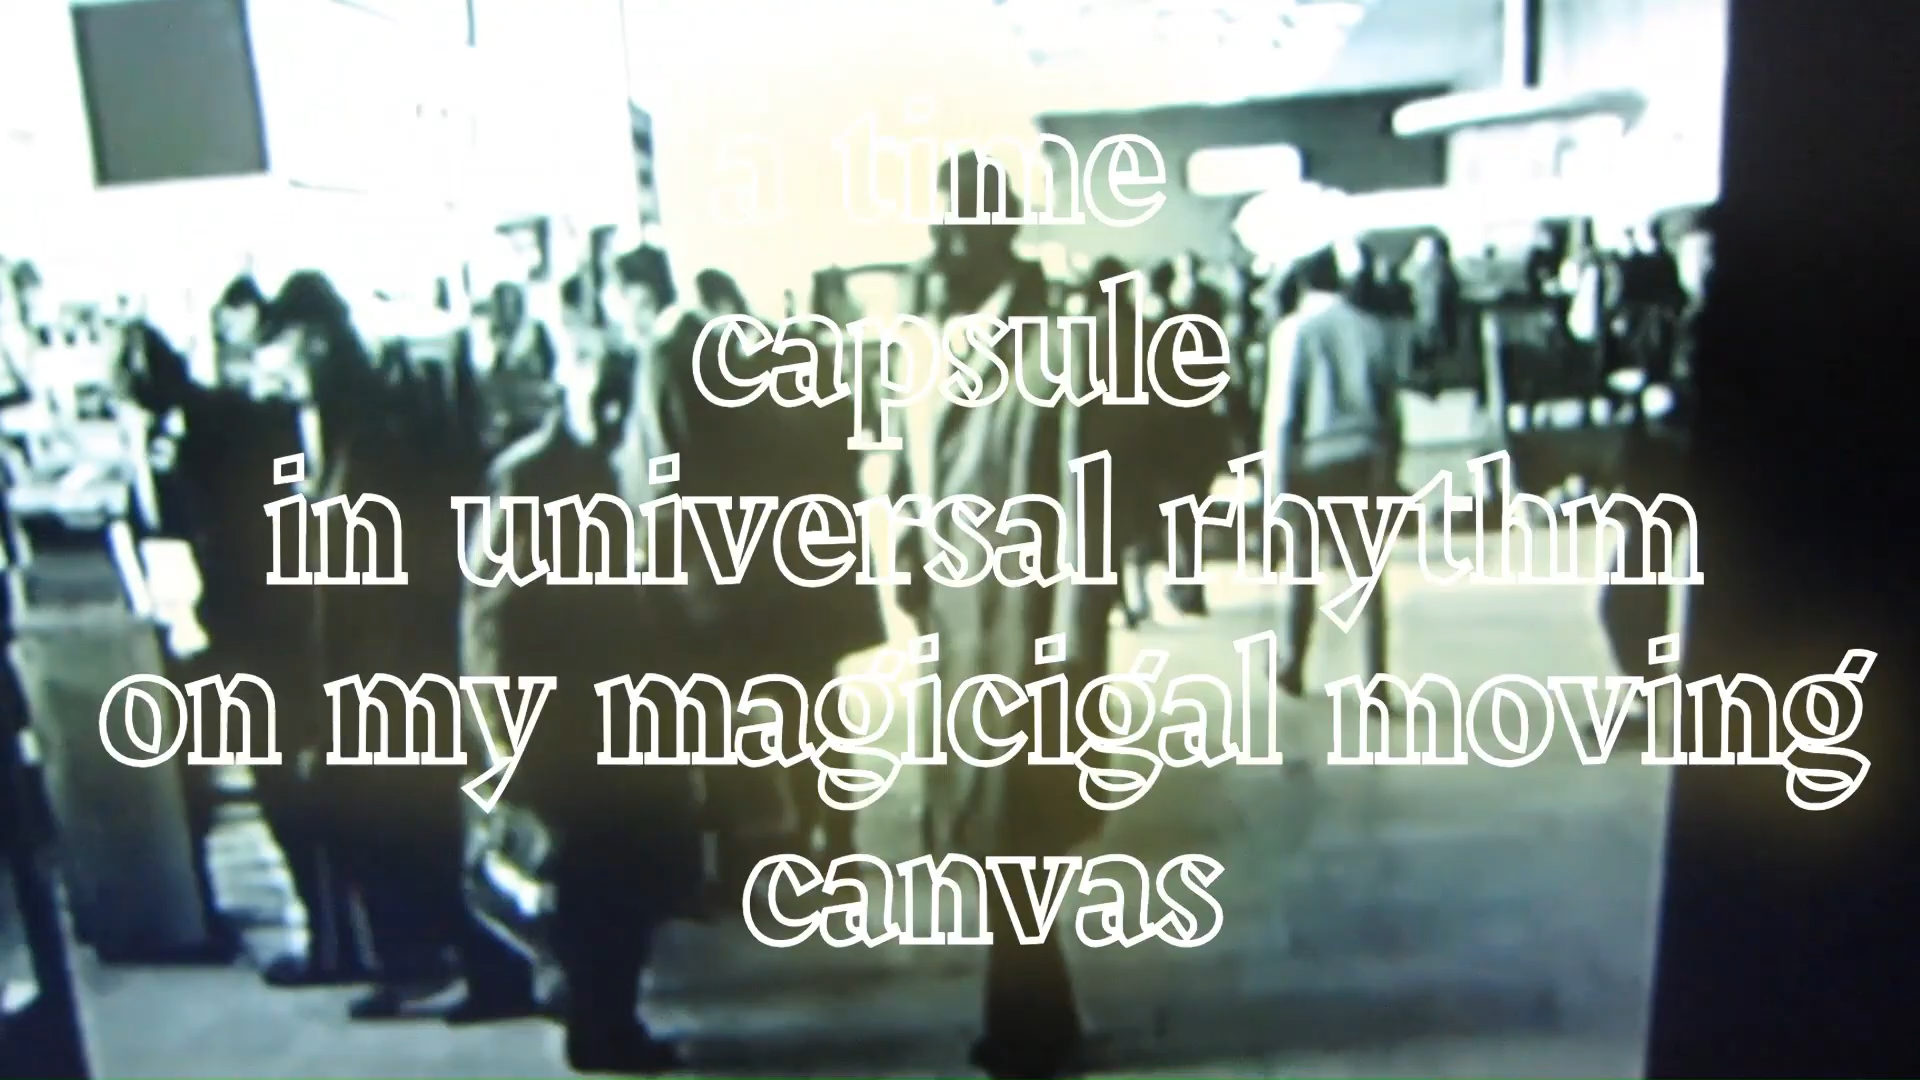 a time
capsule
in universal rhythm
on my magicigal moving
canvas